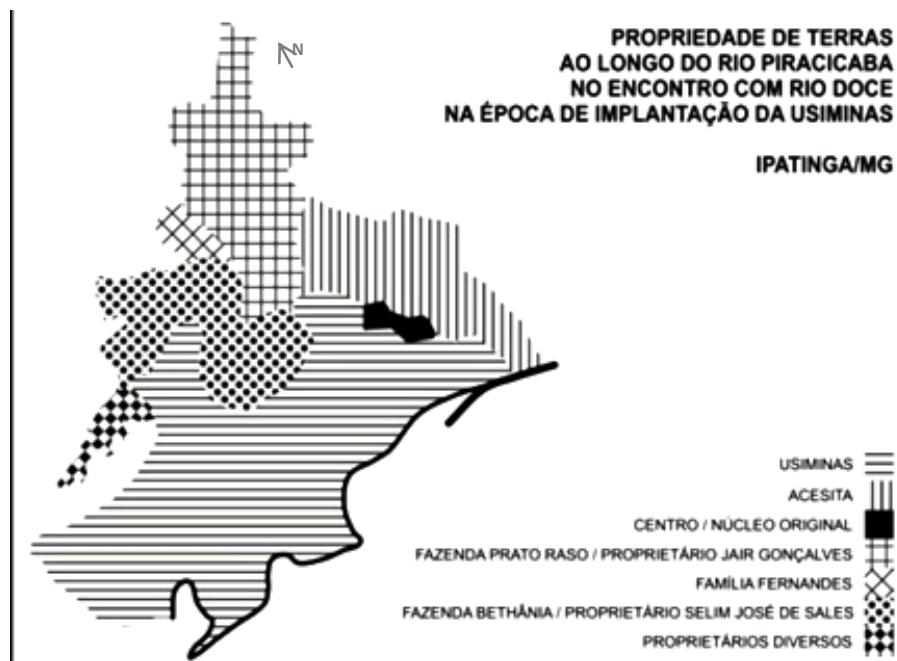 PROPRIEDADE DE TERRAS
AO LONGO DO RIO PIRACICABA
NO ENCONTRO COM RIO DOCE
NA ÉPOCA DE IMPLANTAÇÃO DA USIMINAS
IPATINGA/MG
N
USIMINAS
ACESITA
CENTRO / NÚCLEO ORIGINAL
FAZENDA PRATO RASO / PROPRIETÁRIO JAIR GONÇALVES
FAMÍLIA FERNANDES
FAZENDA BETHÂNIA / PROPRIETÁRIO SELIM JOSÉ DE SALES
PROPRIETÁRIOS DIVERSOS